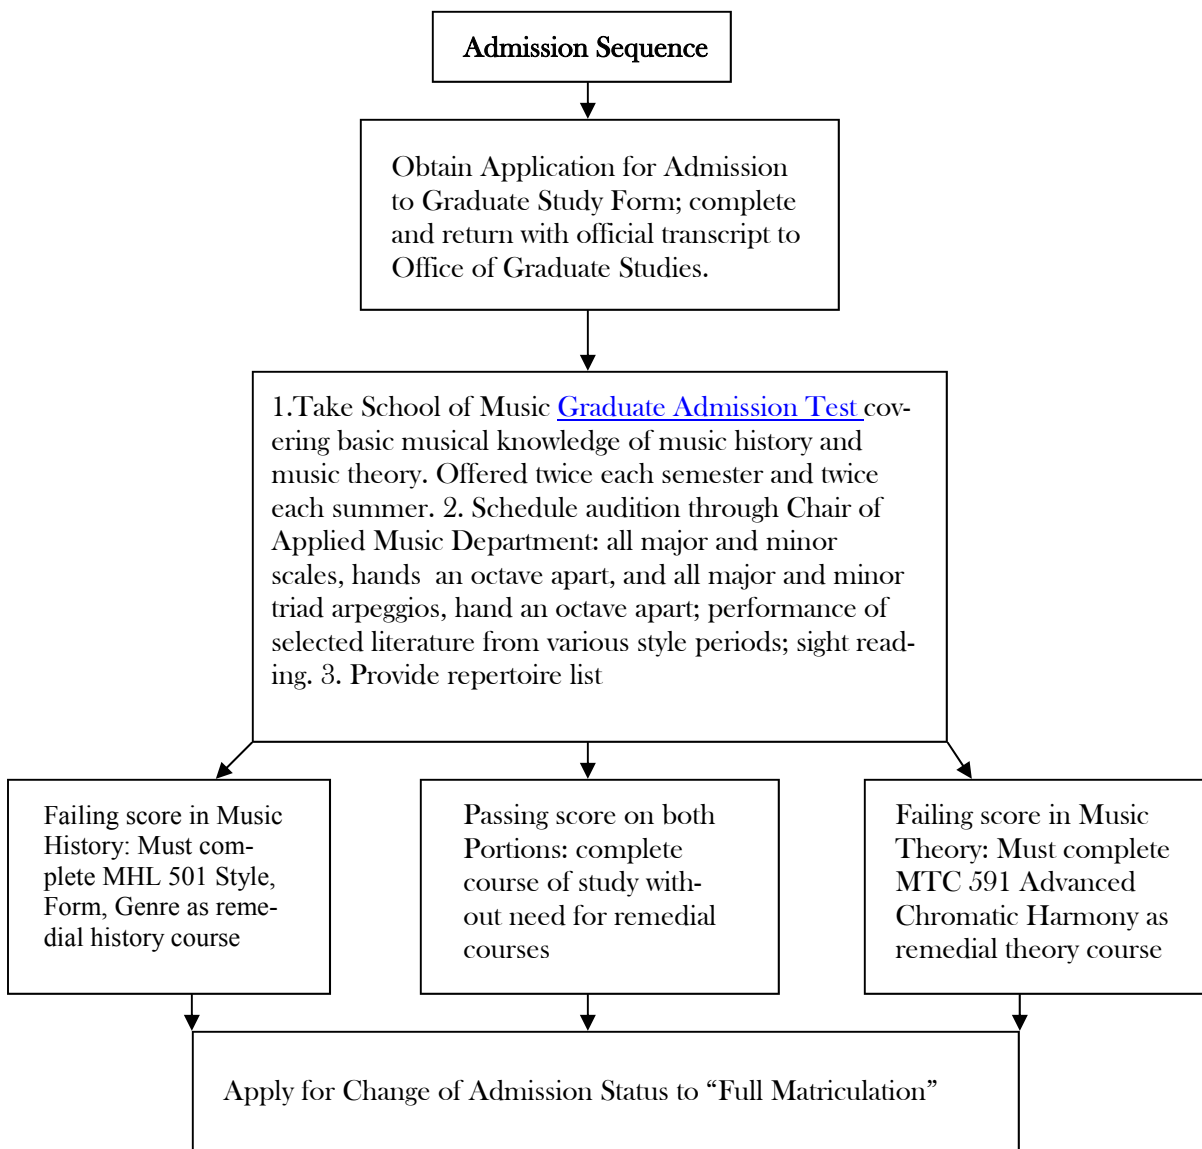 Admission Sequence
Obtain Application for Admission
to Graduate Study Form; complete
and return with official transcript to
Office of Graduate Studies.
1.Take School of Music Graduate Admission Test cov-
ering basic musical knowledge of music history and
music theory. Offered twice each semester and twice
each summer. 2. Schedule audition through Chair of
Applied Music Department: all major and minor
scales, hands  an octave apart, and all major and minor
triad arpeggios, hand an octave apart; performance of
selected literature from various style periods; sight read-
ing. 3. Provide repertoire list
Failing score in Music
History: Must com-
plete MHL 501 Style,
Form, Genre as reme-
dial history course
Passing score on both
Portions: complete
course of study with-
out need for remedial
courses
Failing score in Music
Theory: Must complete
MTC 591 Advanced
Chromatic Harmony as
remedial theory course
Apply for Change of Admission Status to “Full Matriculation”